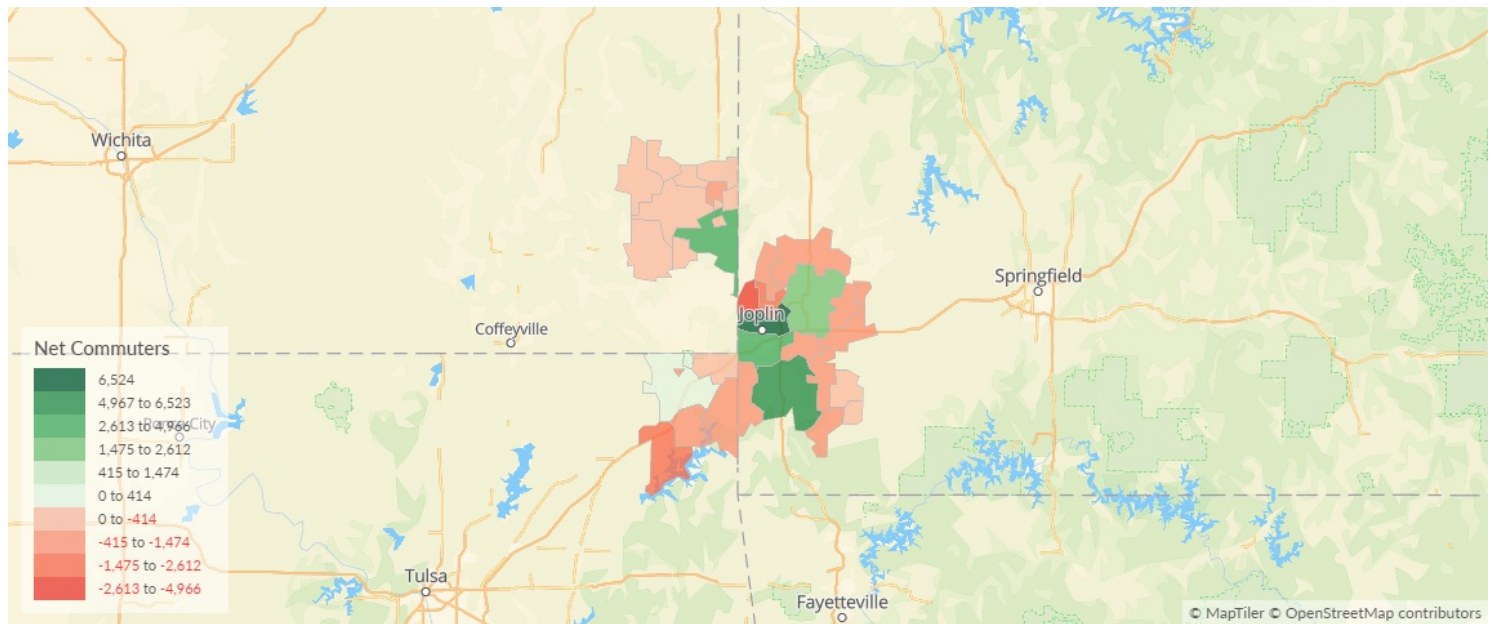 Wichita
Springfield
Joplin
Coffeyville
Net Commuters
6,524
4,967 to 6,523
2,613 to 4,966
Ponca City
1,475 to 2,612
415 to 1,474
0 to 414
0 to -414
-415 to -1,474
-1,475 to -2,612
-2,613 to -4,966
Tulsa
Fayetteville
© MapTiler © OpenStreetMap contributors